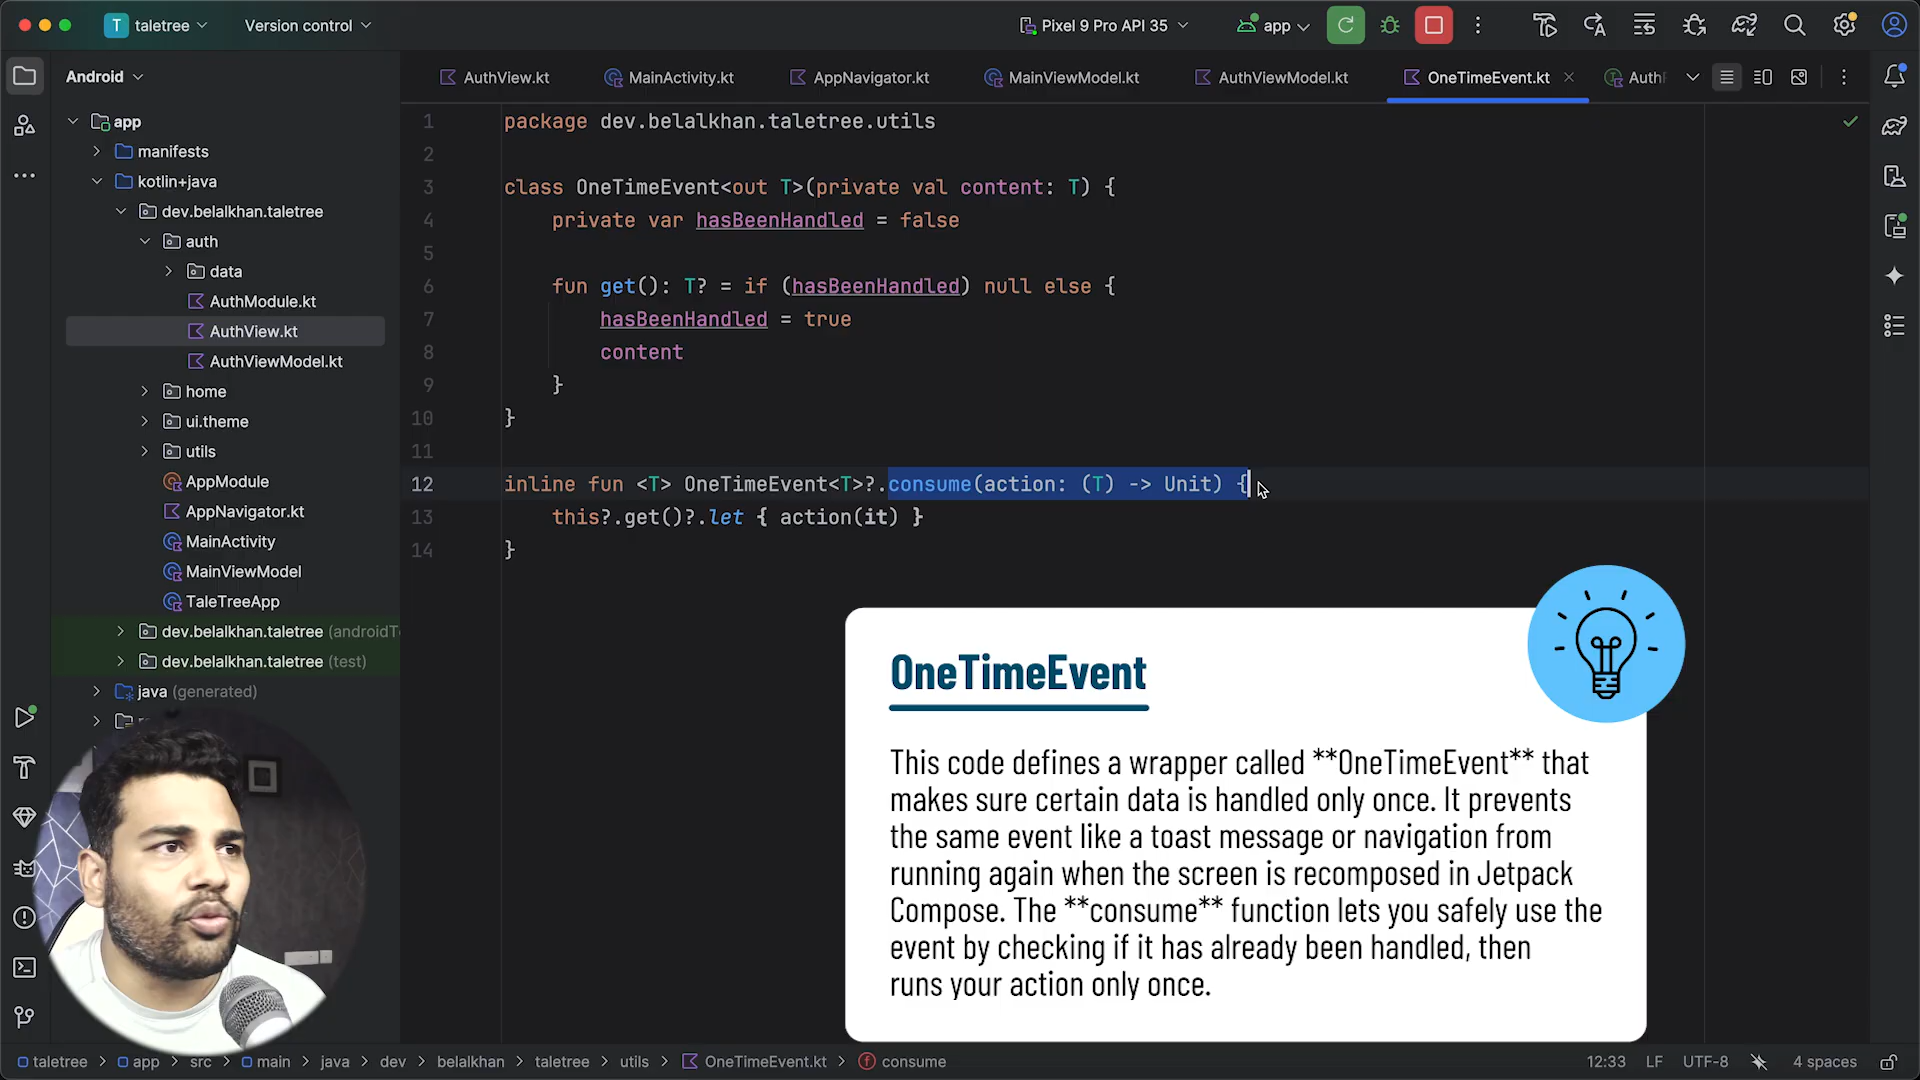 T taletree Version control Pixel 9 Pro API 35 app
Android
AuthView.kt MainActivity.kt AppNavigator.kt MainViewModel.kt AuthViewModel.kt OneTimeEvent.kt
app
manifests
kotlin+java
dev.belalkhan.taletree
auth
data
AuthModule.kt
AuthView.kt
AuthViewModel.kt
home
ui.theme
utils
AppModule
AppNavigator.kt
MainActivity
MainViewModel
TaleTreeApp
dev.belalkhan.taletree
dev.belalkhan.taletree (test)
java (generated)
1 package dev.belalkhan.taletree.utils
2
3 class OneTimeEvent<out T>(private val content: T) {
4 private var hasBeenHandled = false
5
6 fun get(): T? = if (hasBeenHandled) null else {
7 hasBeenHandled = true
8 content
9 }
10 }
11
12 inline fun <T> OneTimeEvent<T>?.consume(action: (T) -> Unit) {
13 this?.get()?.let { action(it) }
14 }
OneTimeEvent
This code defines a wrapper called **OneTimeEvent** that
makes sure certain data is handled only once. It prevents
the same event like a toast message or navigation from
running again when the screen is recomposed in Jetpack
Compose. The **consume** function lets you safely use the
event by checking if it has already been handled, then
runs your action only once.
taletree > app > src > main > java > dev > belalkhan > taletree > utils > OneTimeEvent.kt > consume 12:33 LF UTF-8 4 spaces